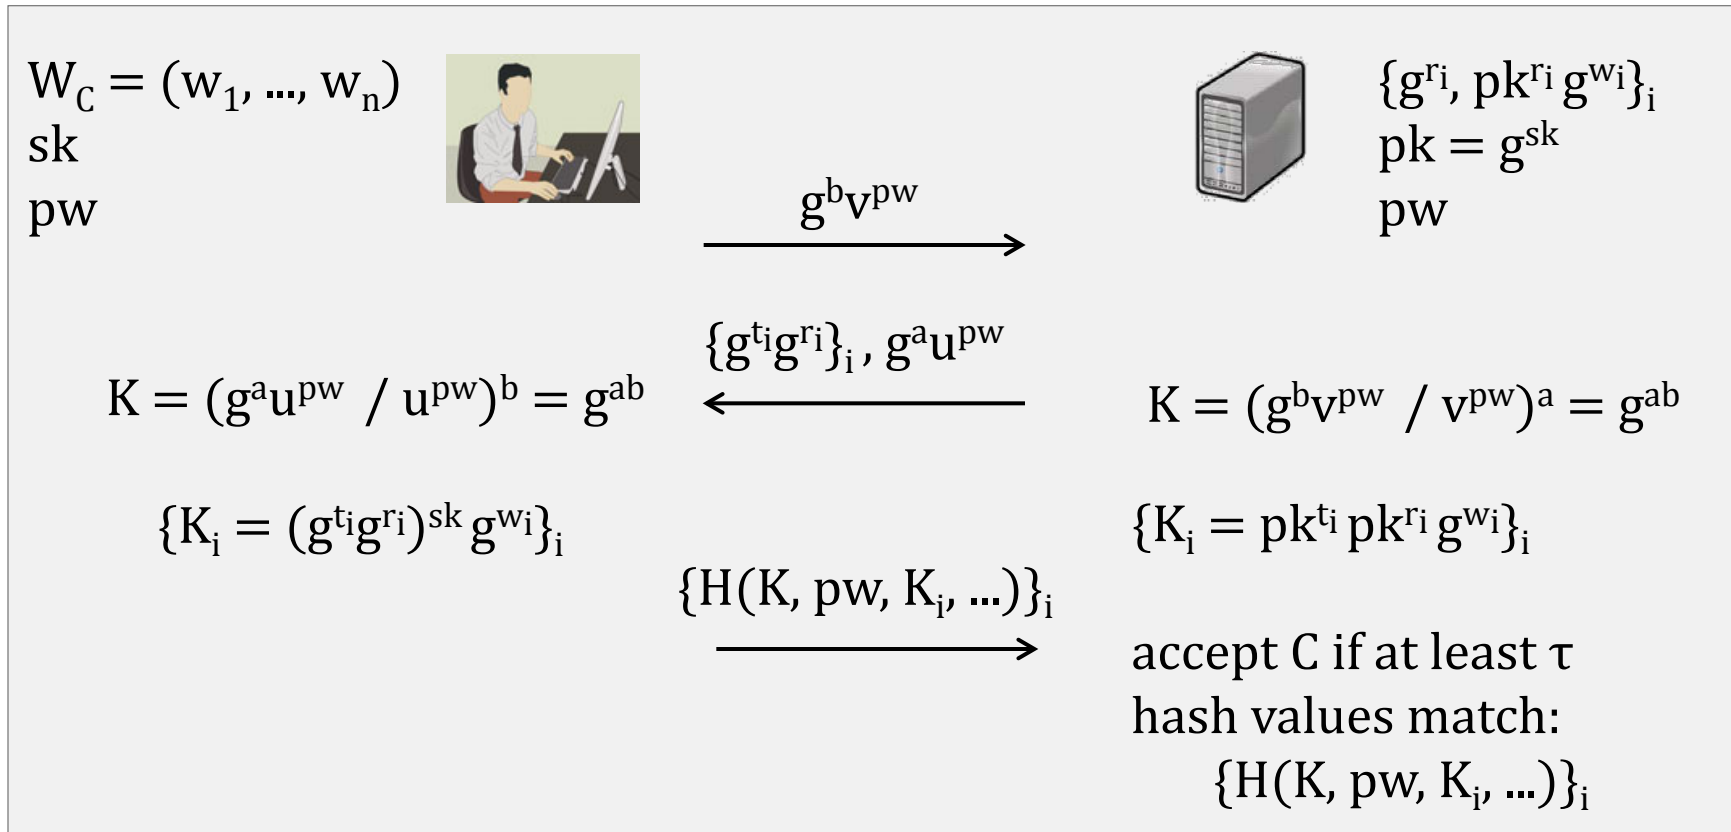 W_C = (w_1, ..., w_n)
sk
pw
{g^{r_i}, pk^{r_i} g^{w_i}}_i
pk = g^{sk}
pw
g^b v^{pw}
{g^{t_i} g^{r_i}}_i , g^a u^{pw}
K = (g^a u^{pw} / u^{pw})^b = g^{ab}
K = (g^b v^{pw} / v^{pw})^a = g^{ab}
{K_i = (g^{t_i} g^{r_i})^{sk} g^{w_i}}_i
{K_i = pk^{t_i} pk^{r_i} g^{w_i}}_i
{H(K, pw, K_i, ...)}_i
accept C if at least τ
hash values match:
{H(K, pw, K_i, ...)}_i